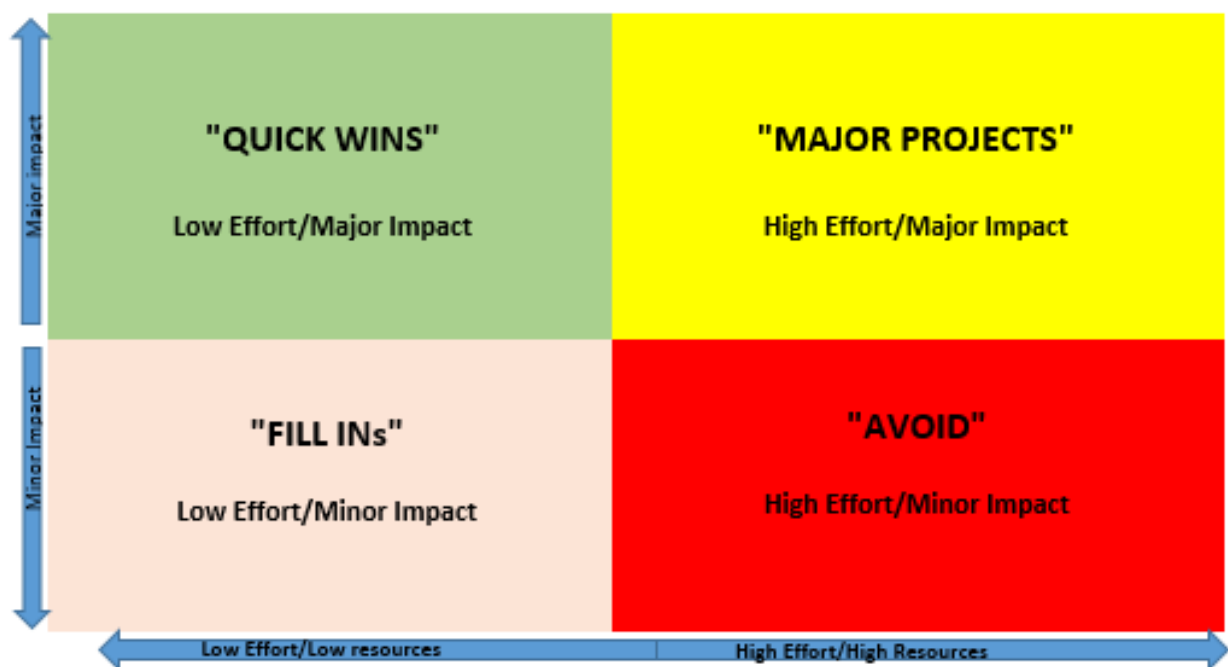 Major impact
"QUICK WINS"
Low Effort/Major Impact
"MAJOR PROJECTS"
High Effort/Major Impact
Minor Impact
"FILL INs"
Low Effort/Minor Impact
"AVOID"
High Effort/Minor Impact
Low Effort/Low resources
High Effort/High Resources